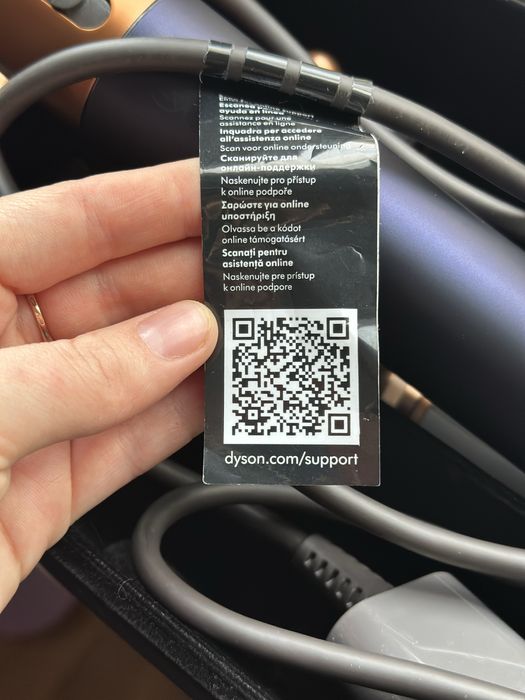 Escanea para support
ayuda en línea
Scannez pour une
assistance en ligne
Inquadra per accedere
all'assistenza online
Scan voor online ondersteuning
Сканируйте для
онлайн-поддержки
Naskenujte pro přístup
k online podpoře
Σαρώστε για online
υποστήριξη
Olvassa be a kódot
online támogatásért
Scanați pentru
asistență online
Naskenujte pre prístup
k online podpore
dyson.com/support